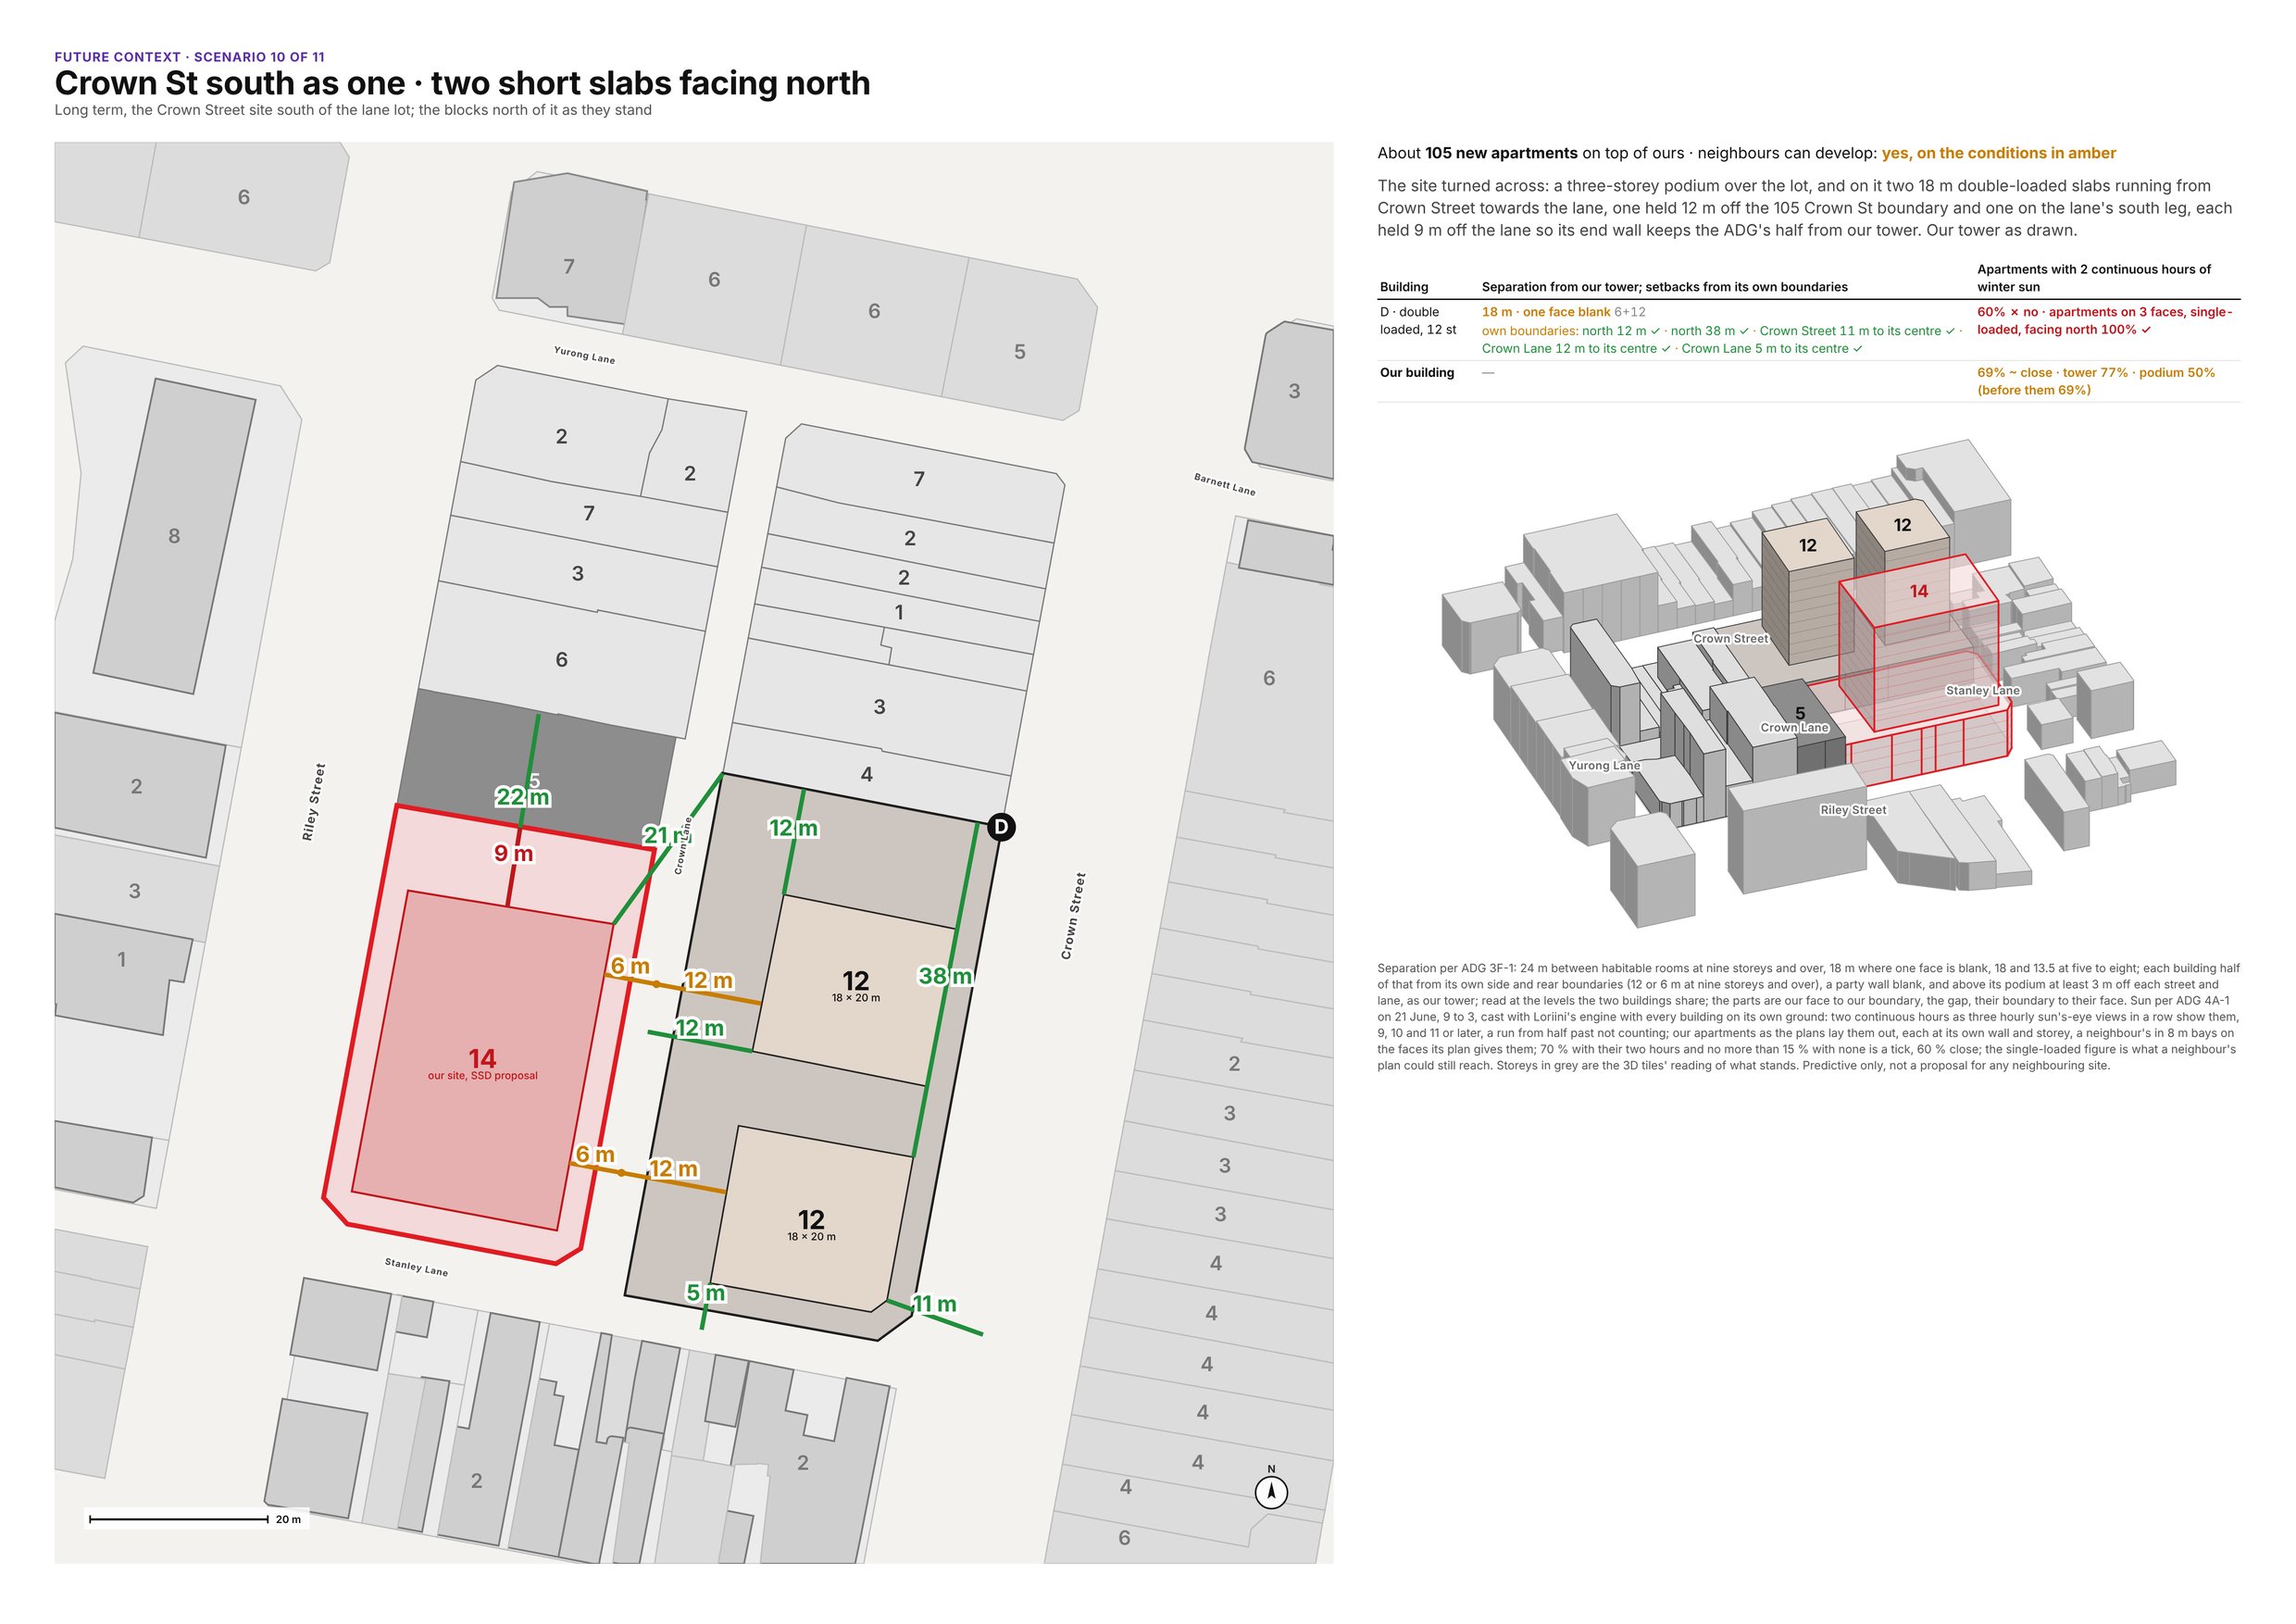 FUTURE CONTEXT · SCENARIO 10 OF 11
Crown St south as one · two short slabs facing north
Long term, the Crown Street site south of the lane lot; the blocks north of it as they stand
6
7
6
6
5
3
Yurong Lane
Barnett Lane
8
2
2
7
3
6
5
22 m
7
2
2
1
3
4
6
Riley Street
2
3
1
9 m
21 m
Crown Lane
12 m
D
38 m
Crown Street
6 m
12 m
12
18 × 20 m
12 m
14
our site, SSD proposal
6 m
12 m
12
18 × 20 m
5 m
11 m
Stanley Lane
2
3
3
3
4
4
4
4
4
4
6
2
2
N
20 m
About 105 new apartments on top of ours · neighbours can develop: yes, on the conditions in amber
The site turned across: a three-storey podium over the lot, and on it two 18 m double-loaded slabs running from
Crown Street towards the lane, one held 12 m off the 105 Crown St boundary and one on the lane's south leg, each
held 9 m off the lane so its end wall keeps the ADG's half from our tower. Our tower as drawn.
Building
Separation from our tower; setbacks from its own boundaries
Apartments with 2 continuous hours of
winter sun
D · double
loaded, 12 st
18 m · one face blank 6+12
own boundaries: north 12 m ✓ · north 38 m ✓ · Crown Street 11 m to its centre ✓ ·
Crown Lane 12 m to its centre ✓ · Crown Lane 5 m to its centre ✓
60% × no · apartments on 3 faces, single-
loaded, facing north 100% ✓
Our building
—
69% ~ close · tower 77% · podium 50%
(before them 69%)
12
12
14
Crown Street
Stanley Lane
5
Crown Lane
Yurong Lane
Riley Street
Separation per ADG 3F-1: 24 m between habitable rooms at nine storeys and over, 18 m where one face is blank, 18 and 13.5 at five to eight; each building half
of that from its own side and rear boundaries (12 or 6 m at nine storeys and over), a party wall blank, and above its podium at least 3 m off each street and
lane, as our tower; read at the levels the two buildings share; the parts are our face to our boundary, the gap, their boundary to their face. Sun per ADG 4A-1
on 21 June, 9 to 3, cast with Loriini's engine with every building on its own ground: two continuous hours as three hourly sun's-eye views in a row show them,
9, 10 and 11 or later, a run from half past not counting; our apartments as the plans lay them out, each at its own wall and storey, a neighbour's in 8 m bays on
the faces its plan gives them; 70 % with their two hours and no more than 15 % with none is a tick, 60 % close; the single-loaded figure is what a neighbour's
plan could still reach. Storeys in grey are the 3D tiles' reading of what stands. Predictive only, not a proposal for any neighbouring site.